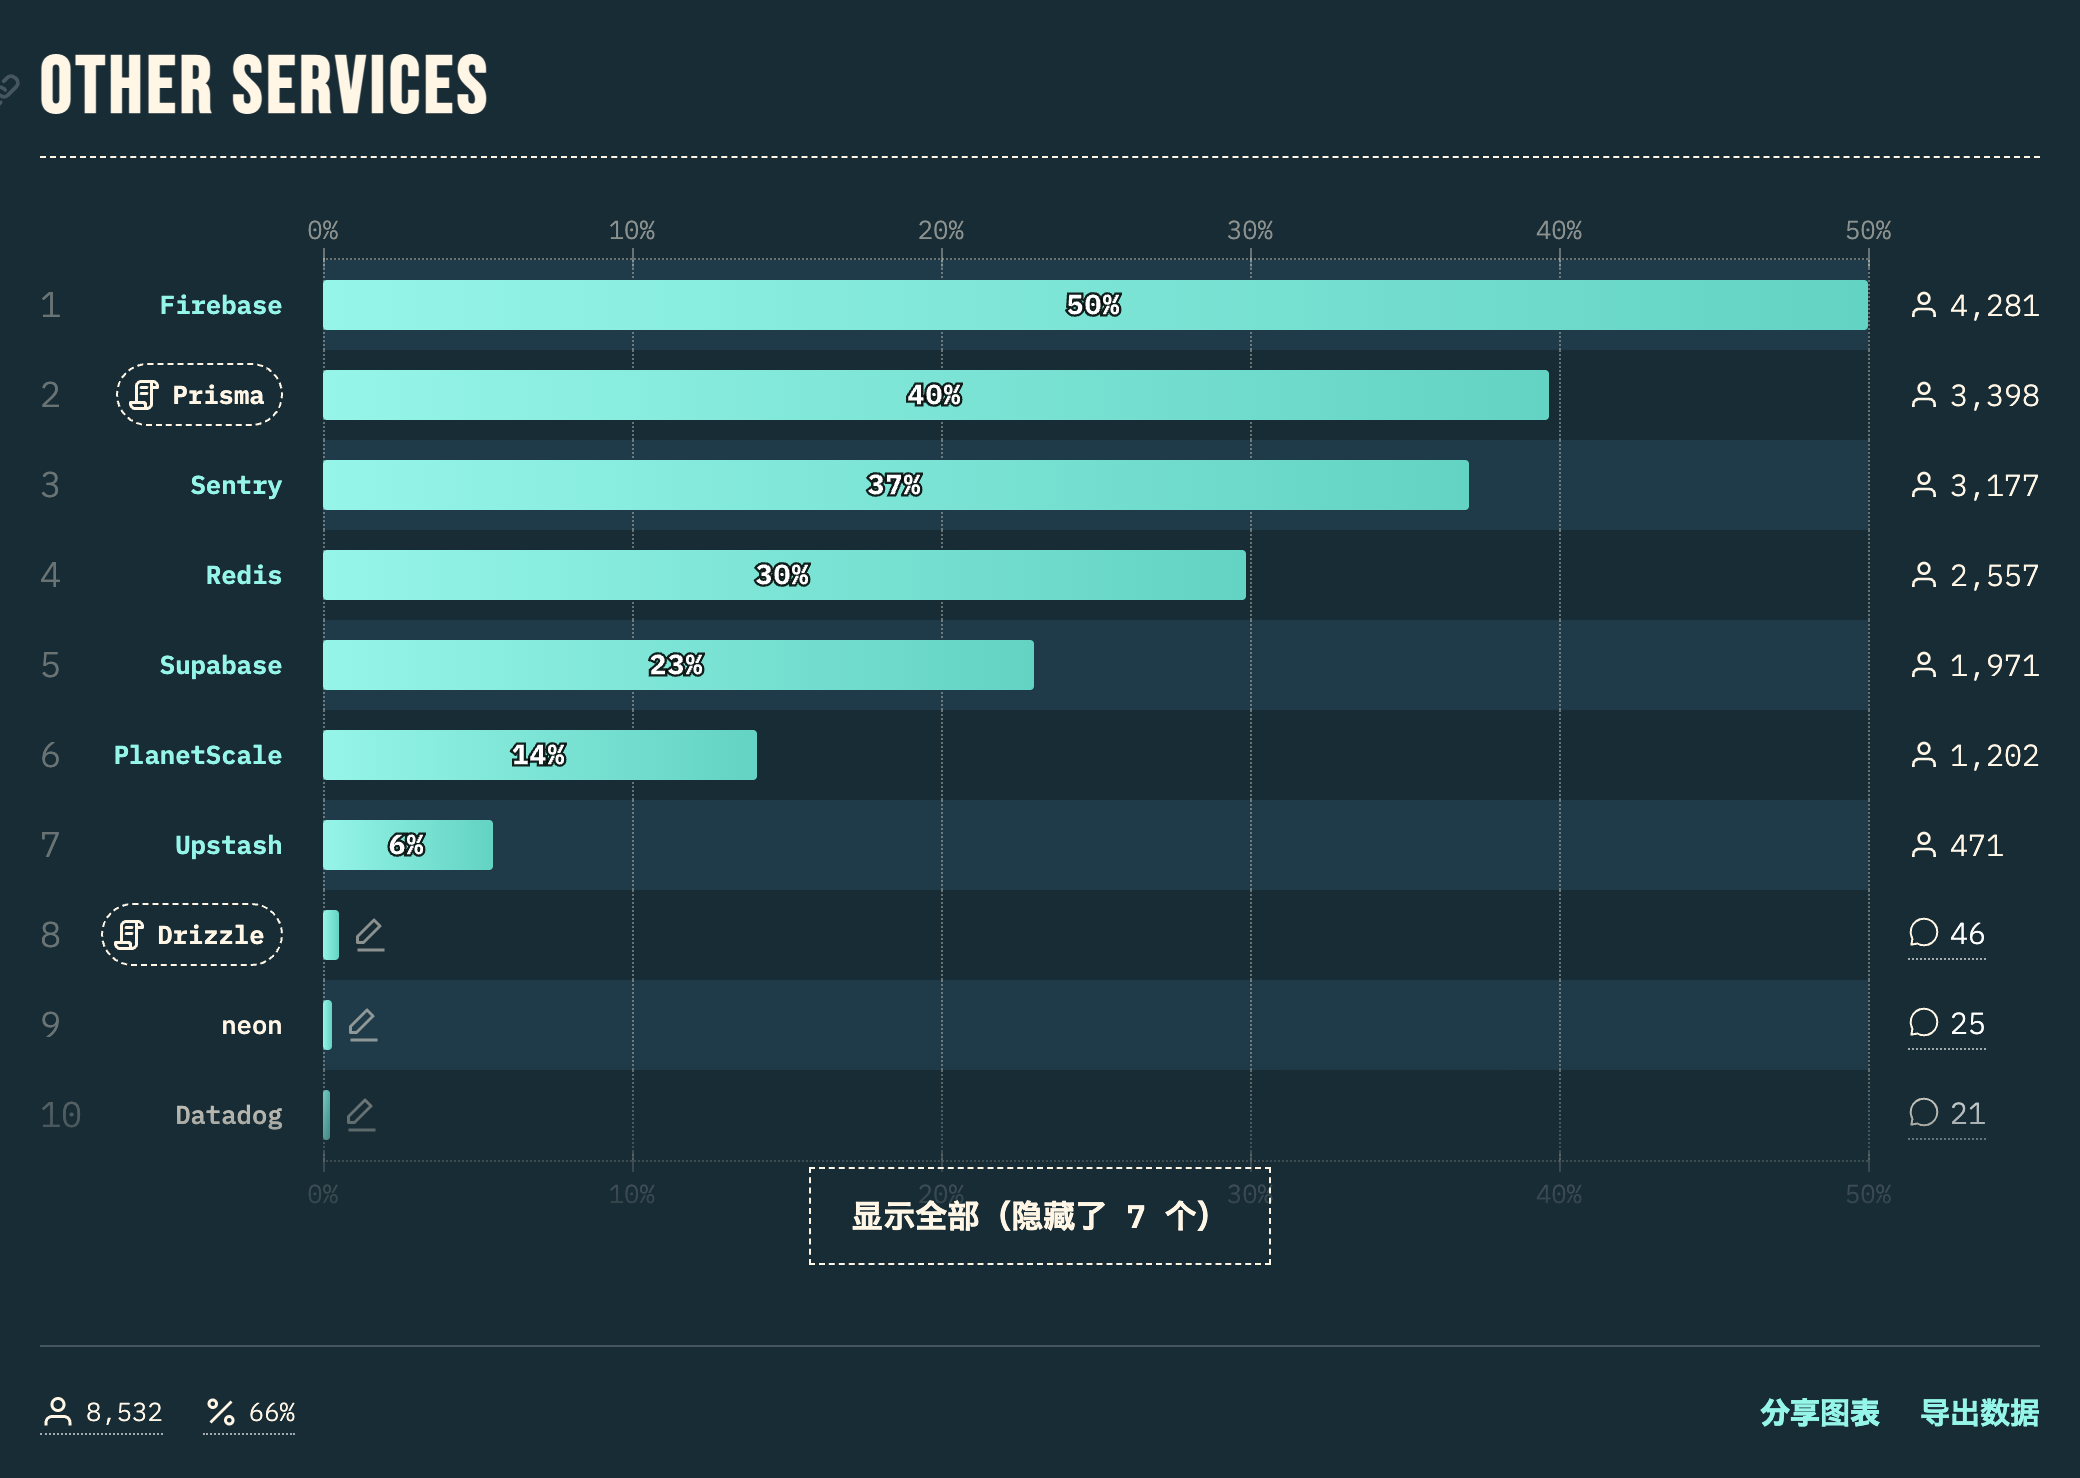 OTHER SERVICES
0% 10% 20% 30% 40% 50%
1 Firebase 50% 4,281
2 Prisma 40% 3,398
3 Sentry 37% 3,177
4 Redis 30% 2,557
5 Supabase 23% 1,971
6 PlanetScale 14% 1,202
7 Upstash 6% 471
8 Drizzle 46
9 neon 25
10 Datadog 21
0% 10% 20% 30% 40% 50%
显示全部（隐藏了 7 个）
8,532 66% 分享图表 导出数据